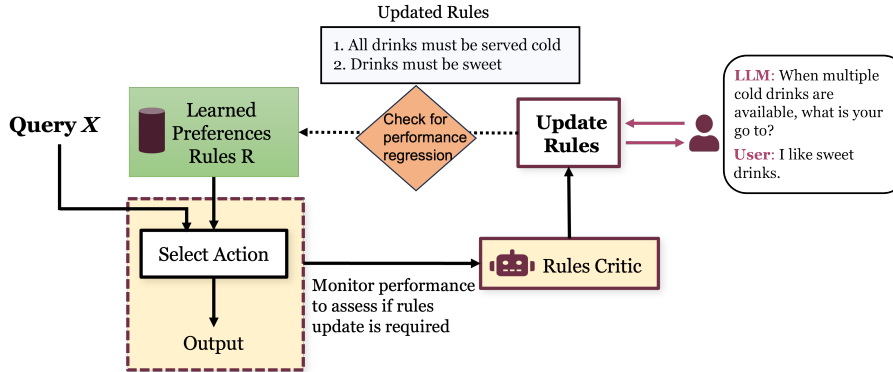 Updated Rules
1. All drinks must be served cold
2. Drinks must be sweet
Query X
Learned
Preferences
Rules R
Check for
performance
regression
Update
Rules
LLM: When multiple
cold drinks are
available, what is your
go to?
User: I like sweet
drinks.
Select Action
Output
Monitor performance
to assess if rules
update is required
Rules Critic